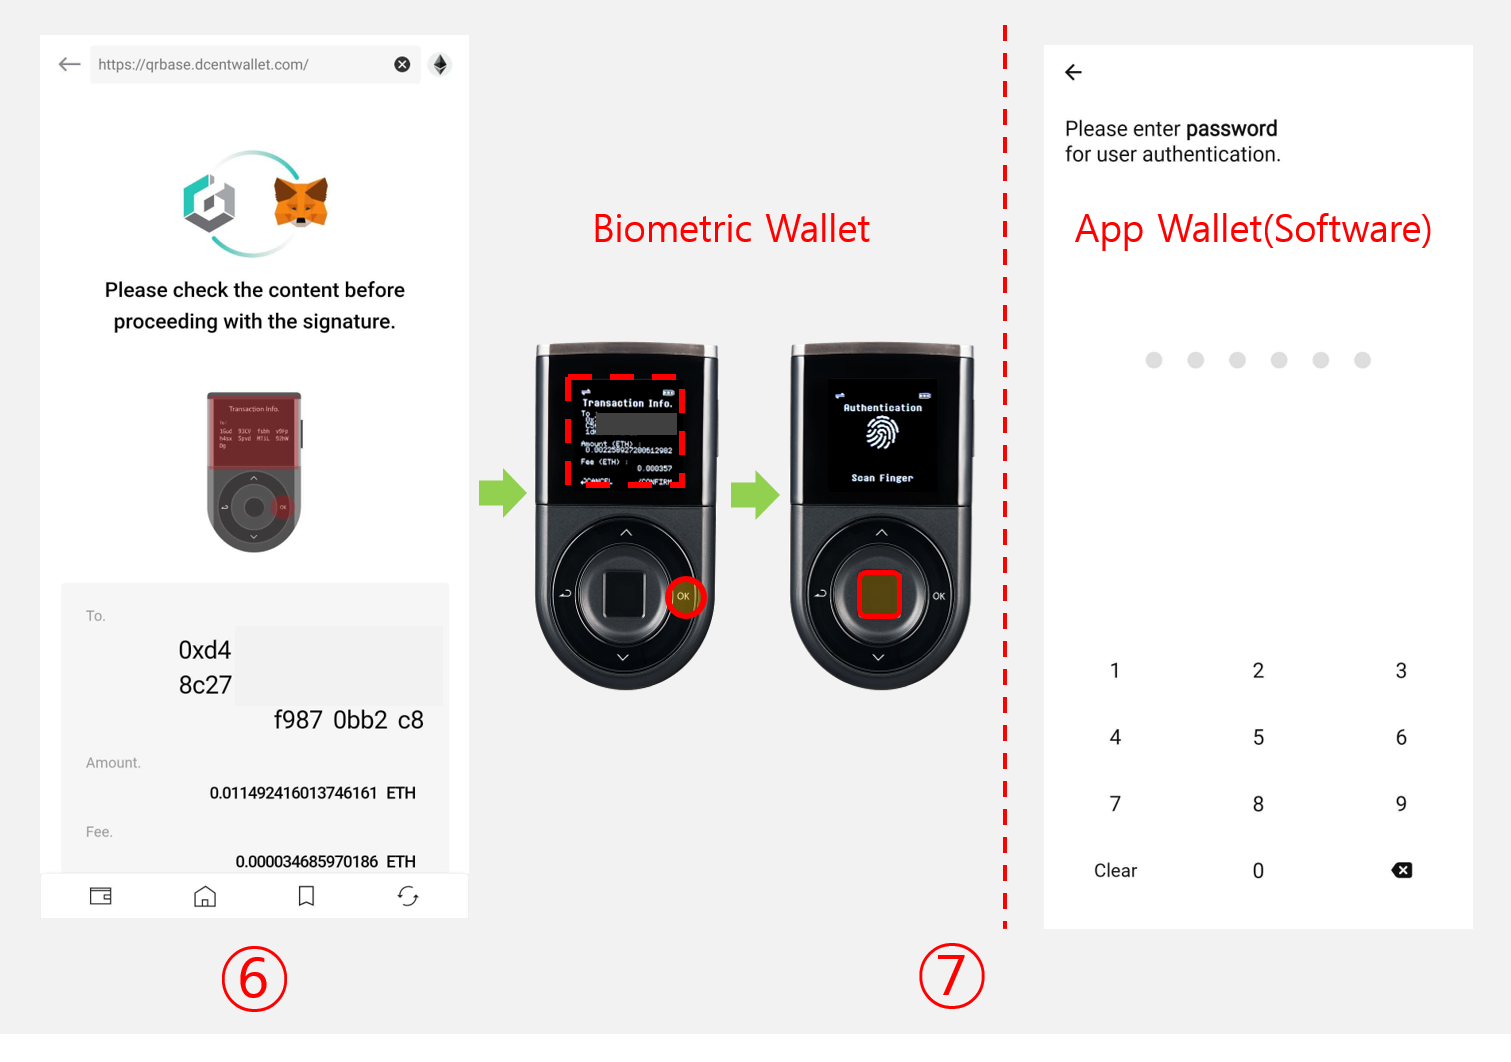 https://qrbase.dcentwallet.com/
Please check the content before
proceeding with the signature.
Transaction Info.
To:
OK
To.
0xd4
8c27
f987 0bb2 c8
Amount.
0.011492416013746161 ETH
Fee.
0.000034685970186 ETH
⑥
Biometric Wallet
Transaction Info.
To
Amount (ETH) :
0.002258927280612982
Fee (ETH) :
0.000357
CANCEL /CONFIRM
OK
Authentication
Scan Finger
OK
⑦
Please enter password
for user authentication.
App Wallet(Software)
1 2 3
4 5 6
7 8 9
Clear 0